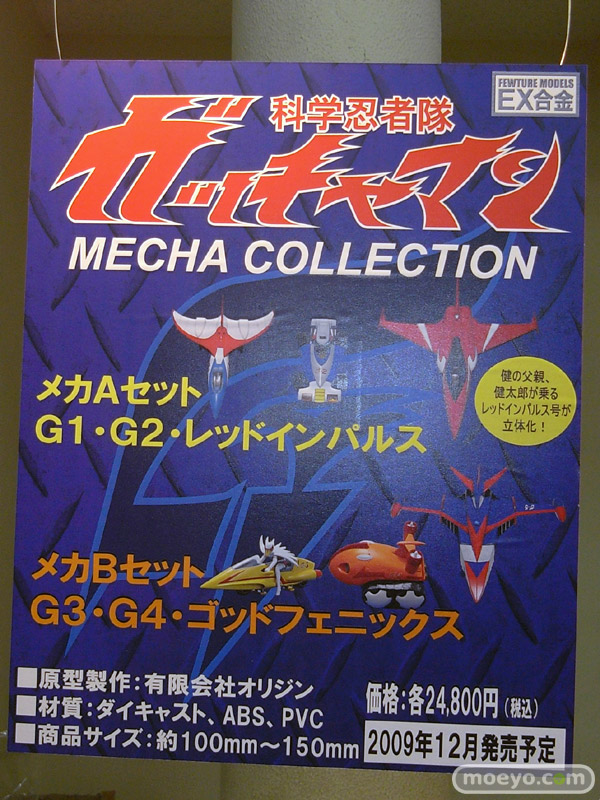 FEWTURE MODELS
EX合金
科学忍者隊
ガッチャマン
MECHA COLLECTION
メカAセット
G1・G2・レッドインパルス
健の父親、
健太郎が乗る
レッドインパルス号が
立体化!
メカBセット
G3・G4・ゴッドフェニックス
■原型製作:有限会社オリジン
■材質:ダイキャスト、ABS、PVC
■商品サイズ:約100mm～150mm
価格:各24,800円(税込)
2009年12月発売予定
moeyo.com